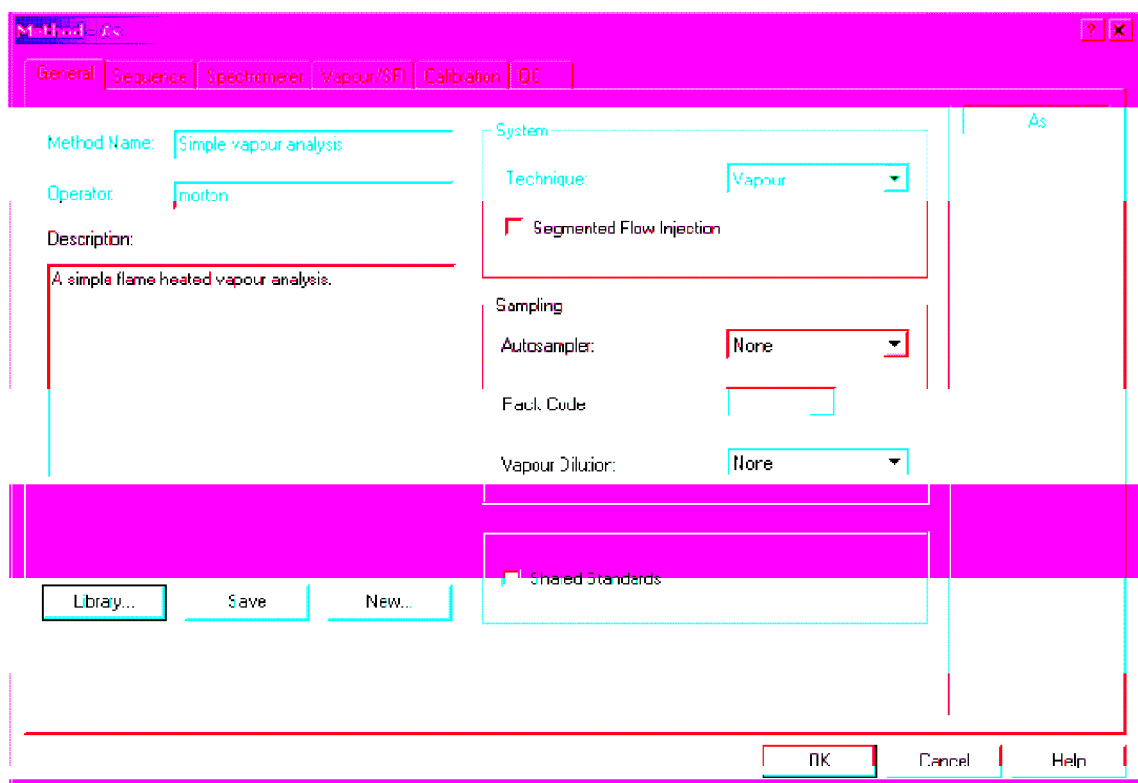 Method - As
General Sequence Spectrometer Vapour/SFI Calibration QC
As
Method Name: Simple vapour analysis
Operator: morton
Description:
A simple flame heated vapour analysis.
System
Technique: Vapour
Segmented Flow Injection
Sampling
Autosampler: None
Rack Code
Vapour Dilution: None
Shared Standards
Library... Save New...
OK Cancel Help